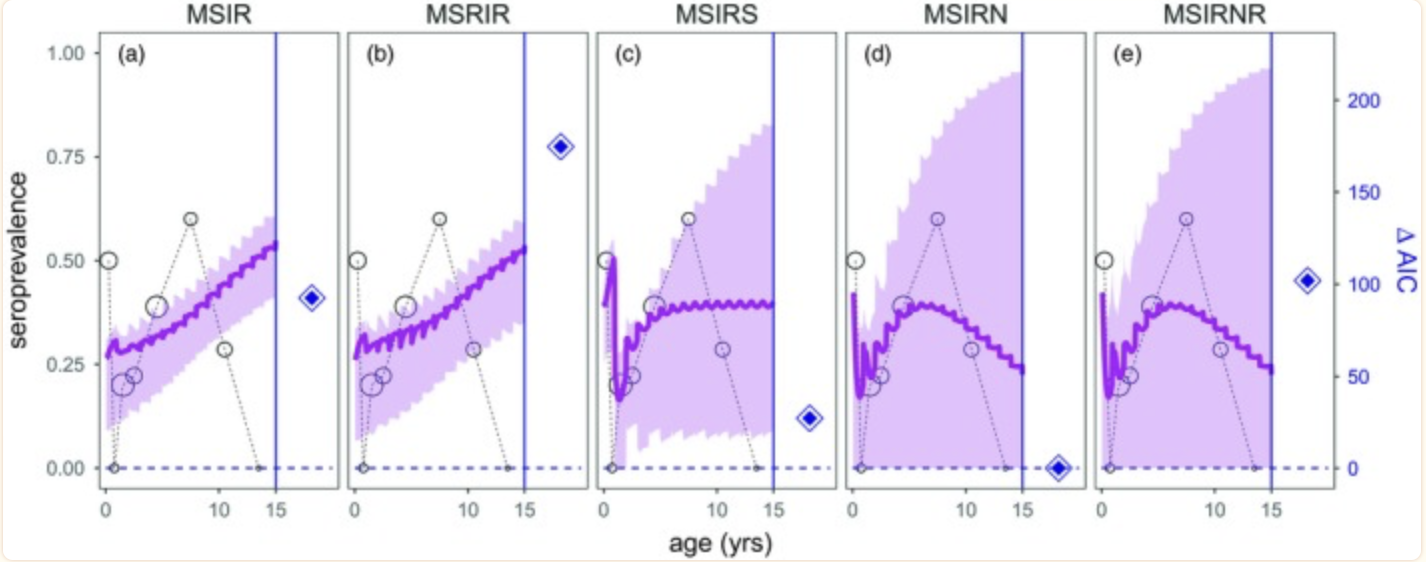 MSIR MSRIR MSIRS MSIRN MSIRNR
1.00 (a) (b) (c) (d) (e)
200
0.75
150
seroprevalence
0.50
Δ AIC
100
0.25
50
0.00 0
0 10 15 0 10 15 0 10 15 0 10 15 0 10 15
age (yrs)